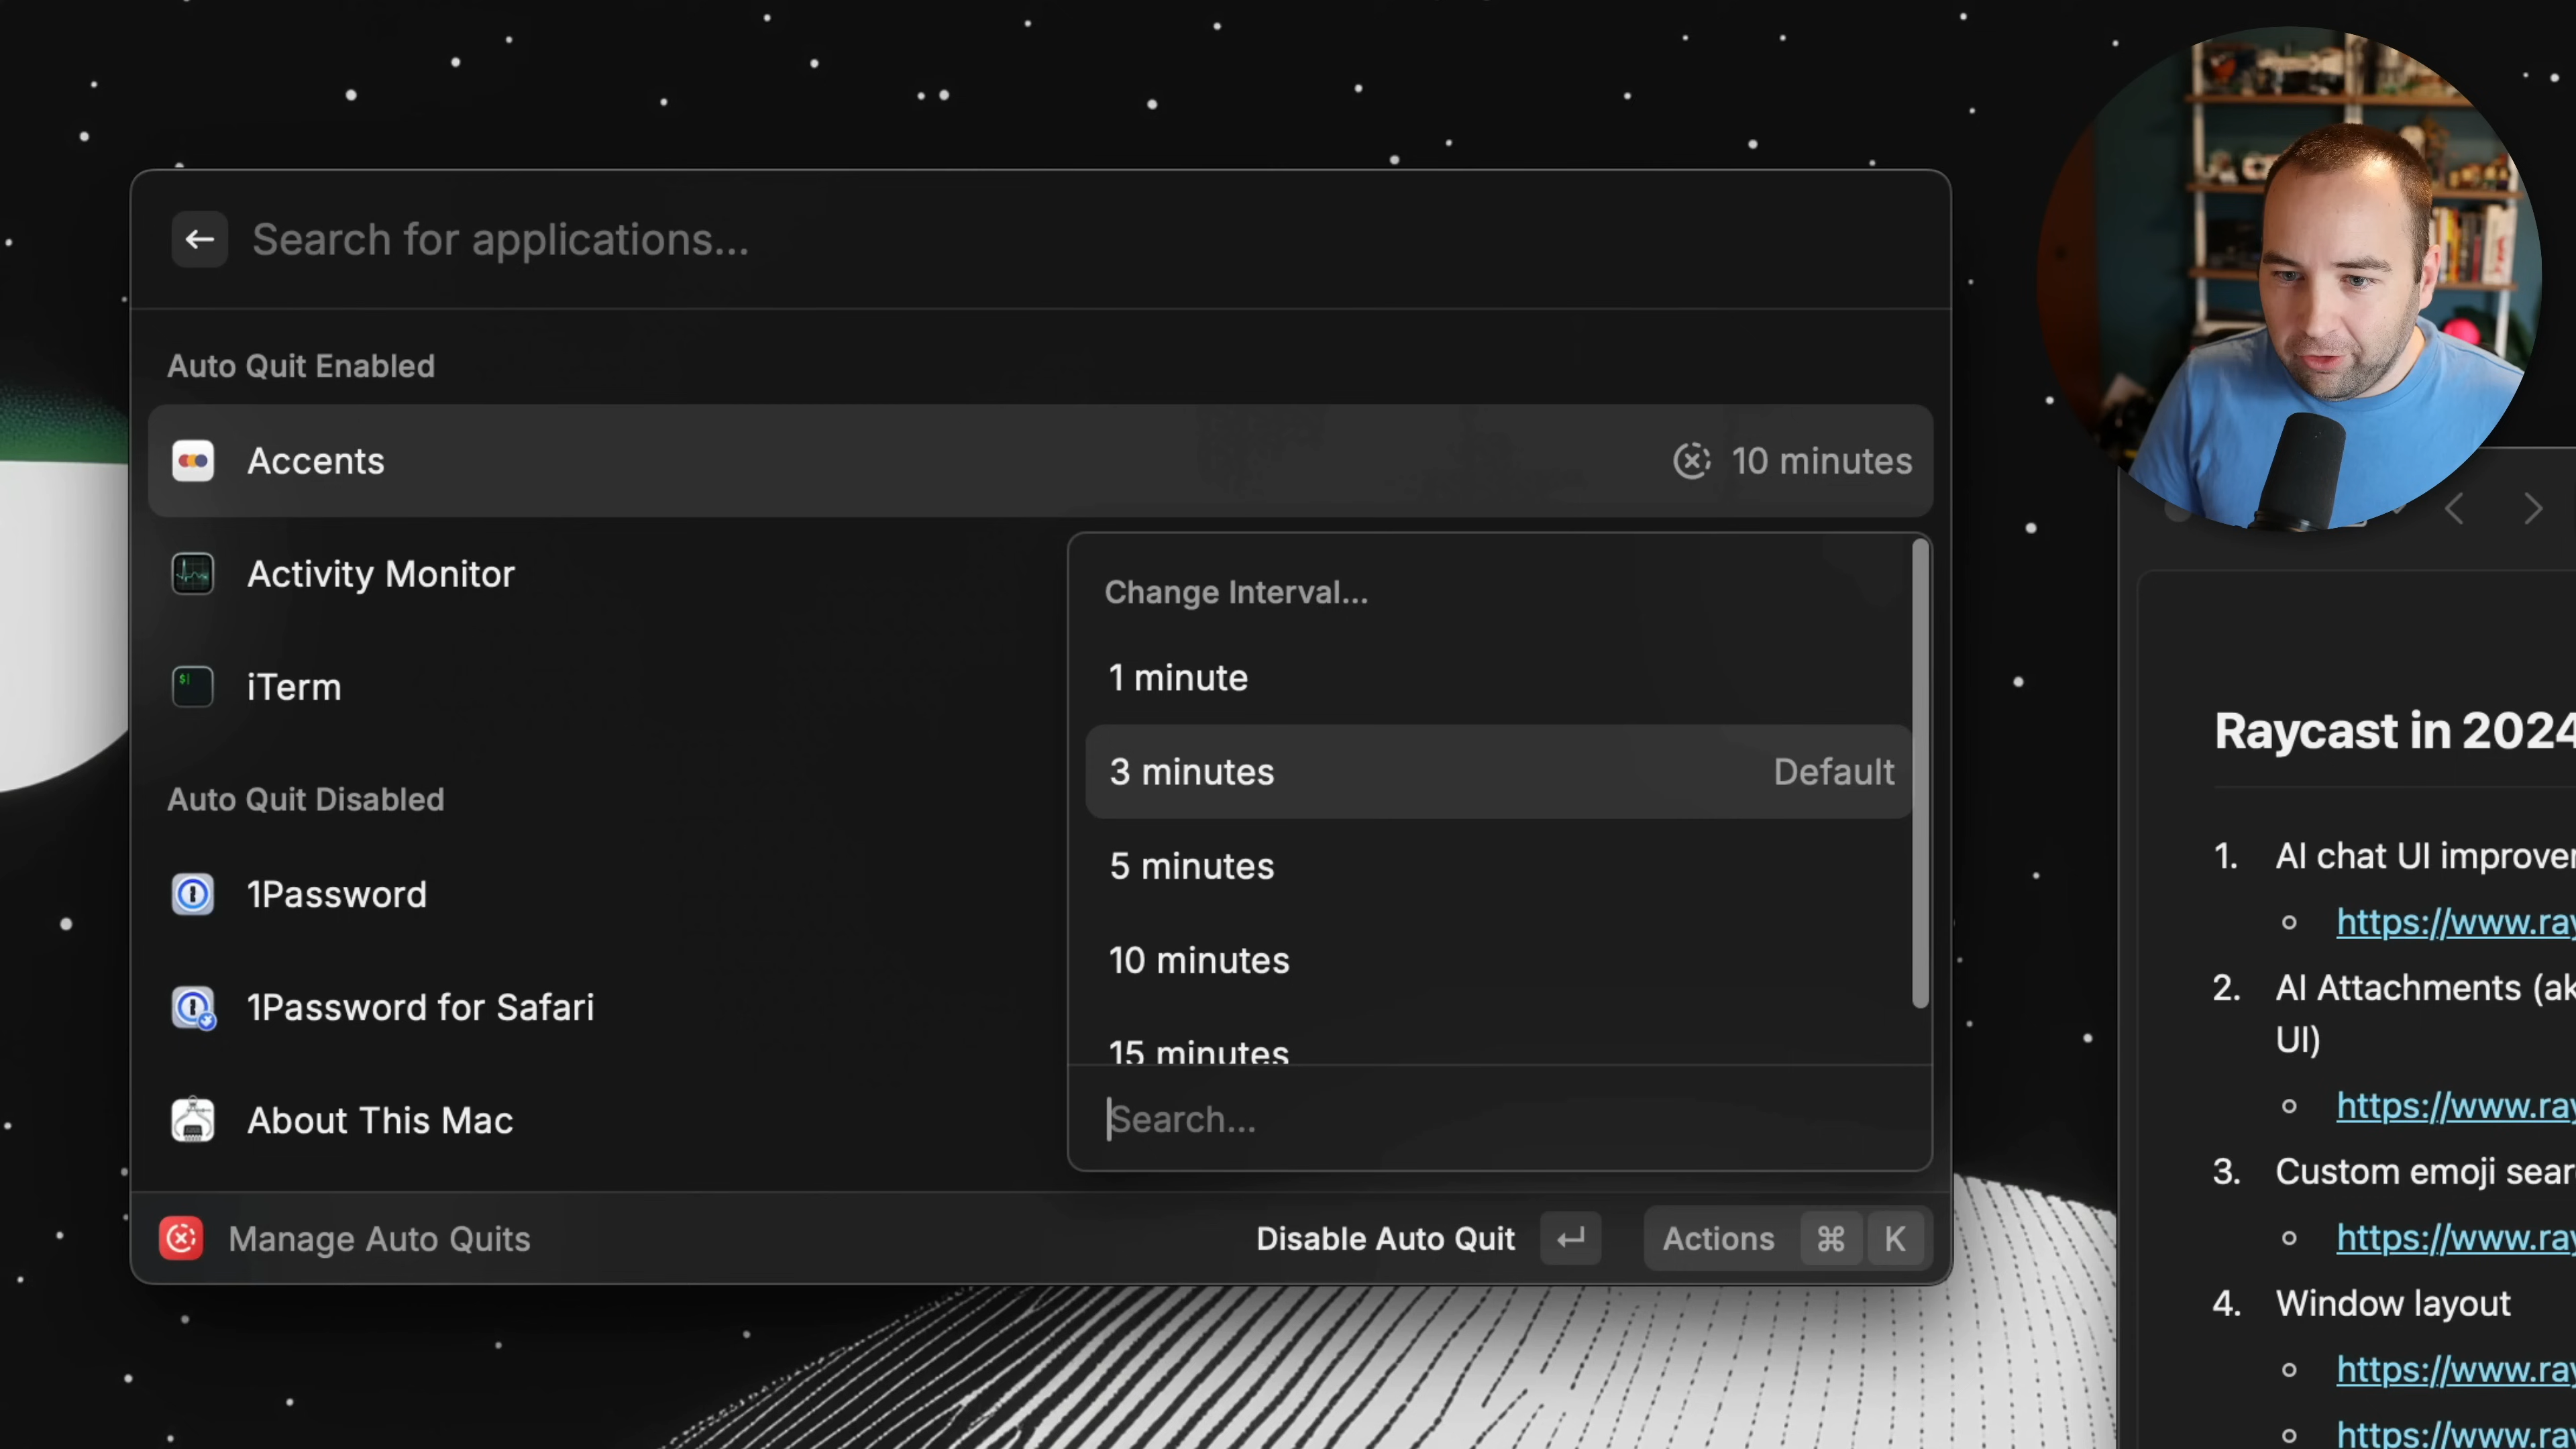 Search for applications...
Auto Quit Enabled
Accents
10 minutes
Activity Monitor
iTerm
Auto Quit Disabled
1Password
1Password for Safari
About This Mac
Change Interval...
1 minute
3 minutes
Default
5 minutes
10 minutes
15 minutes
Search...
Manage Auto Quits
Disable Auto Quit
Actions ⌘ K
Raycast in 2024
1. AI chat UI improve
https://www.ray
2. AI Attachments (ak
UI)
https://www.ray
3. Custom emoji sear
https://www.ray
4. Window layout
https://www.ray
https://www.ray